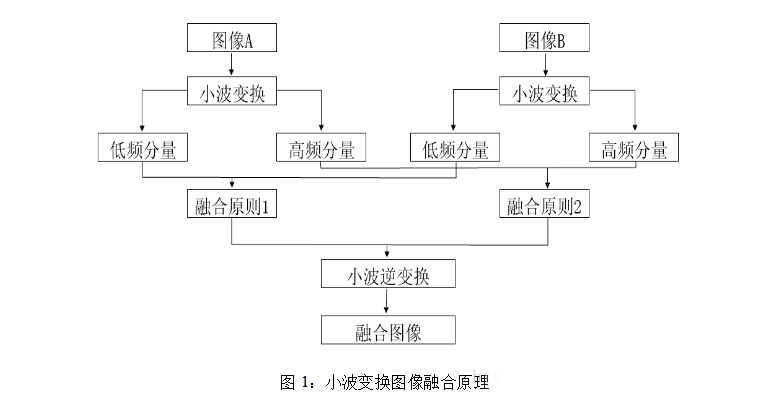 图像A
图像B
小波变换
小波变换
低频分量
高频分量
低频分量
高频分量
融合原则1
融合原则2
小波逆变换
融合图像
图 1：小波变换图像融合原理